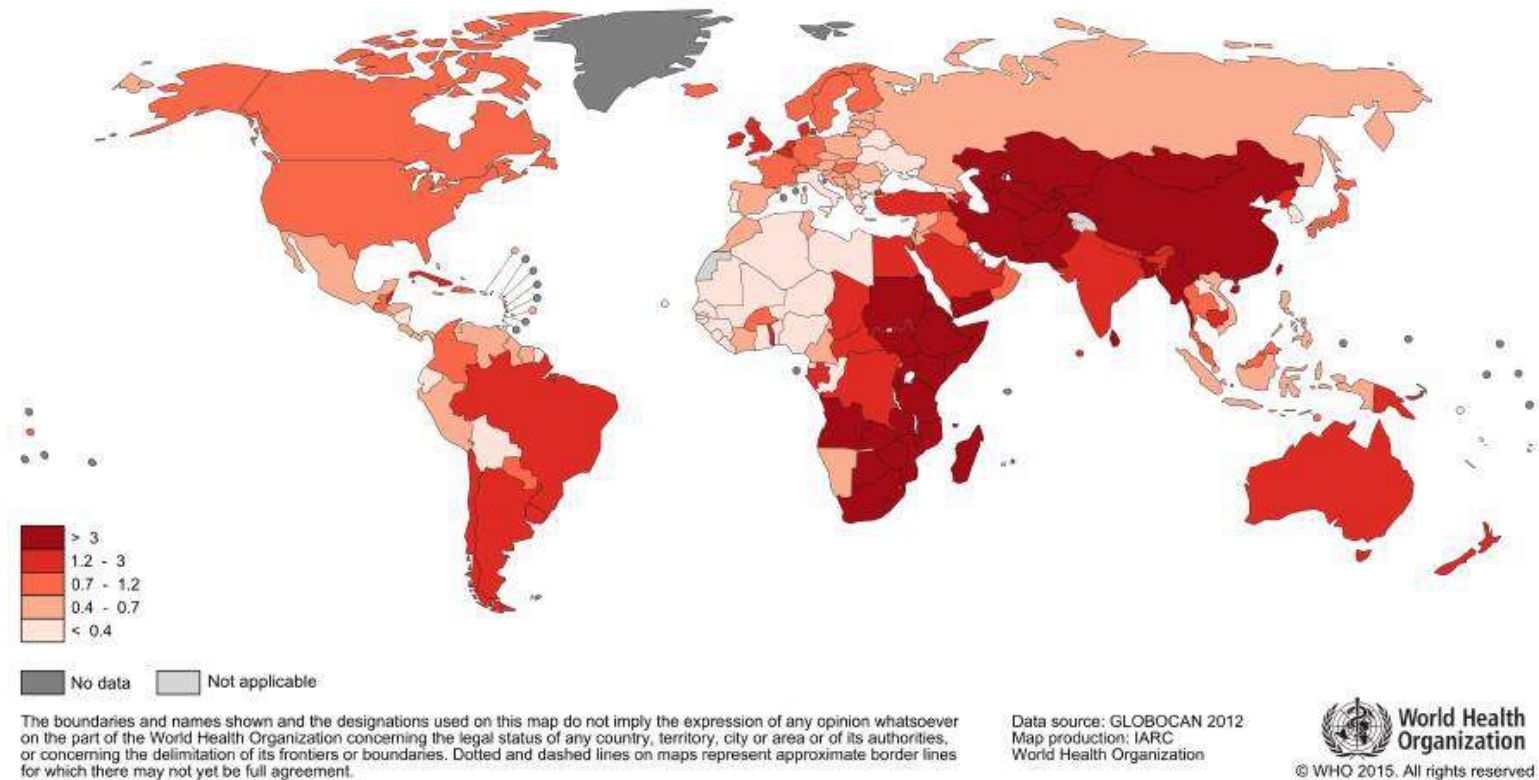 > 3
1.2 - 3
0.7 - 1.2
0.4 - 0.7
< 0.4
No data
Not applicable
The boundaries and names shown and the designations used on this map do not imply the expression of any opinion whatsoever
on the part of the World Health Organization concerning the legal status of any country, territory, city or area or of its authorities,
or concerning the delimitation of its frontiers or boundaries. Dotted and dashed lines on maps represent approximate border lines
for which there may not yet be full agreement.
Data source: GLOBOCAN 2012
Map production: IARC
World Health Organization
World Health
Organization
© WHO 2015. All rights reserved